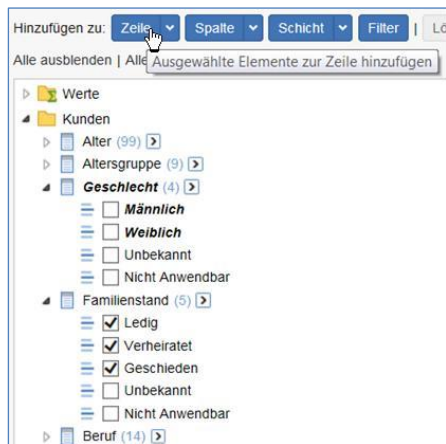 Hinzufügen zu: Zeile Spalte Schicht Filter | Lö
Alle ausblenden | Alle
Ausgewählte Elemente zur Zeile hinzufügen
Werte
Kunden
Alter (99)
Altersgruppe (9)
Geschlecht (4)
Männlich
Weiblich
Unbekannt
Nicht Anwendbar
Familienstand (5)
Ledig
Verheiratet
Geschieden
Unbekannt
Nicht Anwendbar
Beruf (14)